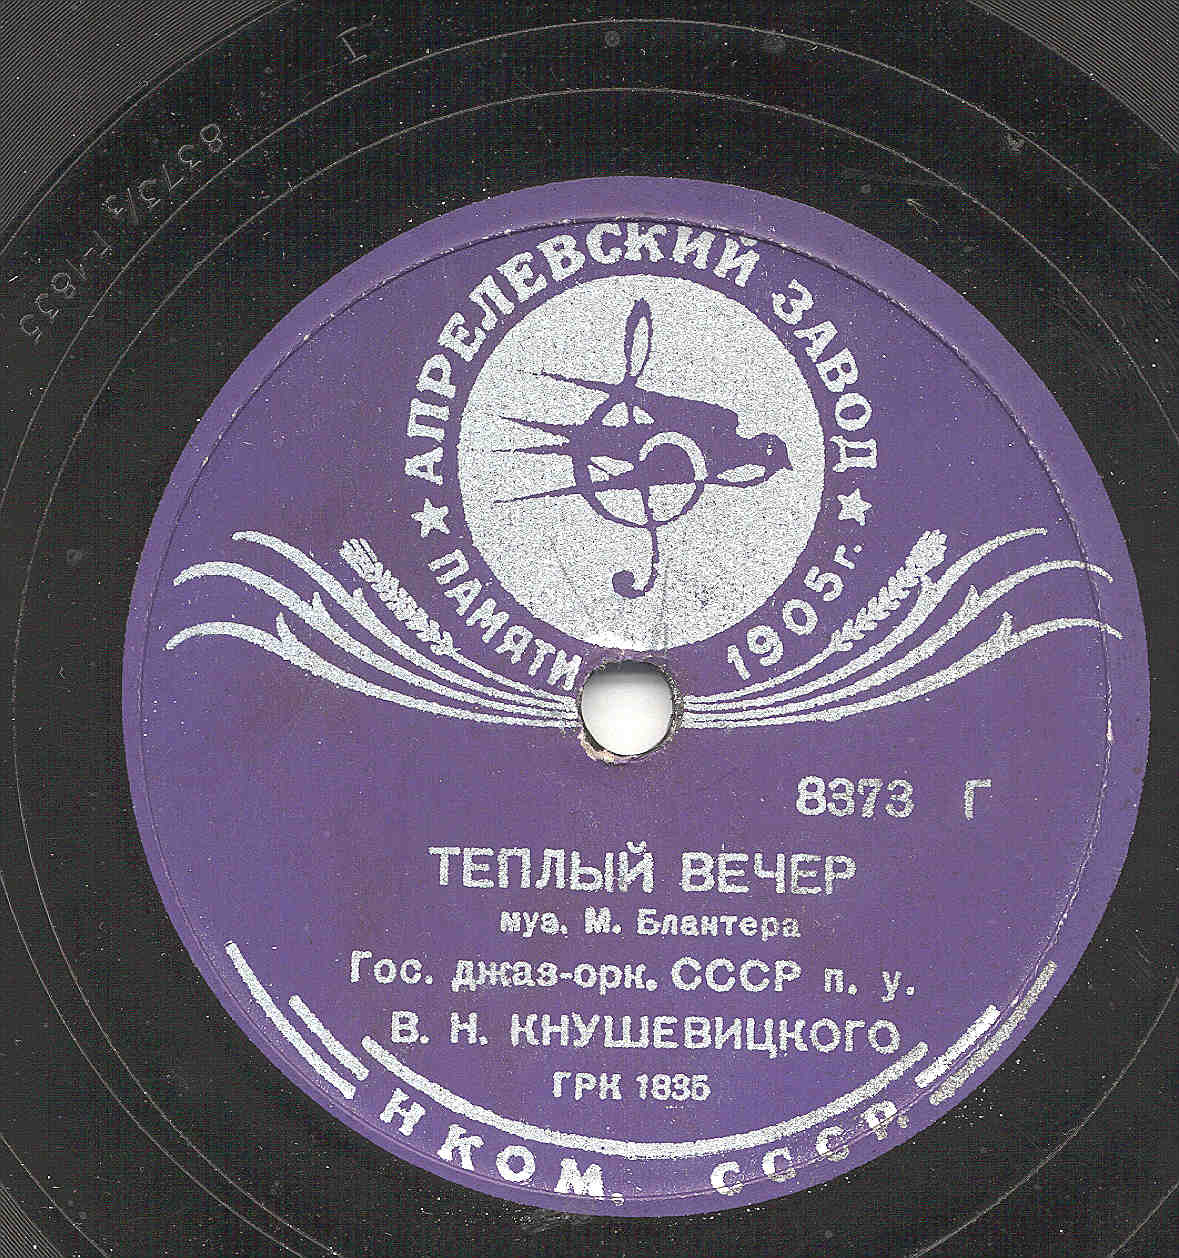 Г
8373/3 Г-1835
АПРЕЛЕВСКИЙ ЗАВОД
★ ПАМЯТИ 1905 г. ★
8373 Г
ТЕПЛЫЙ ВЕЧЕР
муз. М. Блантера
Гос. джаз-орк. СССР п. у.
В. Н. КНУШЕВИЦКОГО
ГРК 1835
НКОМ. СССР